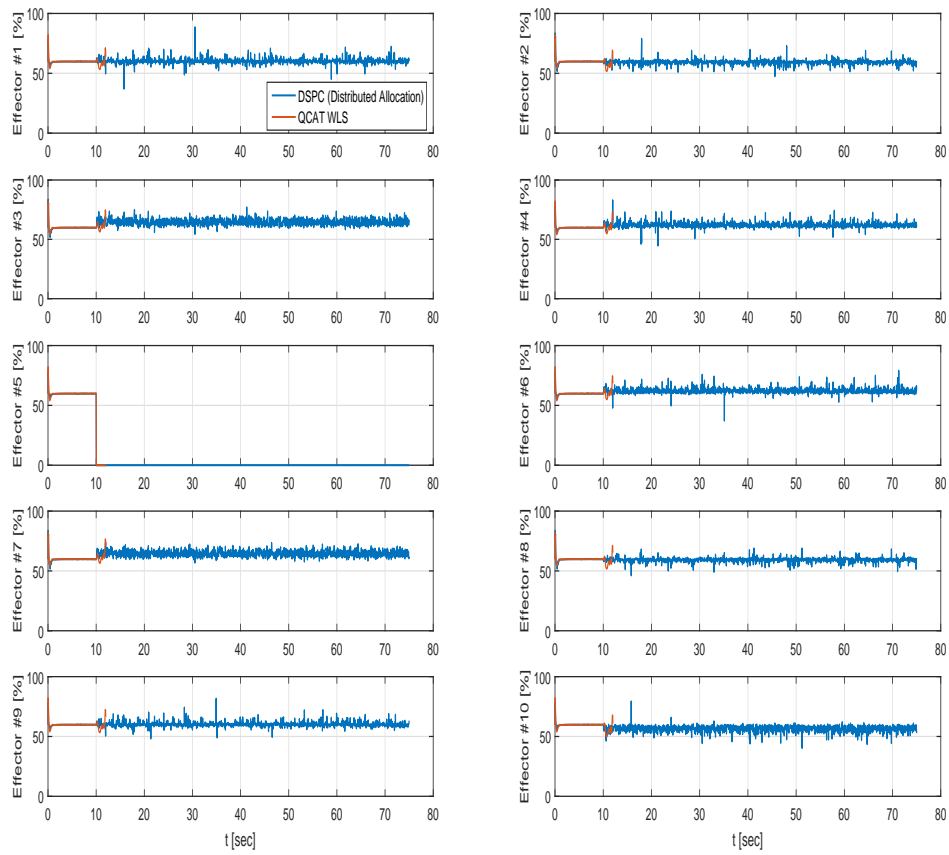 Effector #1 [%]
100
50
0
DSPC (Distributed Allocation)
QCAT WLS
0 10 20 30 40 50 60 70 80
Effector #2 [%]
100
50
0
0 10 20 30 40 50 60 70 80
Effector #3 [%]
100
50
0
0 10 20 30 40 50 60 70 80
Effector #4 [%]
100
50
0
0 10 20 30 40 50 60 70 80
Effector #5 [%]
100
50
0
0 10 20 30 40 50 60 70 80
Effector #6 [%]
100
50
0
0 10 20 30 40 50 60 70 80
Effector #7 [%]
100
50
0
0 10 20 30 40 50 60 70 80
Effector #8 [%]
100
50
0
0 10 20 30 40 50 60 70 80
Effector #9 [%]
100
50
0
0 10 20 30 40 50 60 70 80
t [sec]
Effector #10 [%]
100
50
0
0 10 20 30 40 50 60 70 80
t [sec]